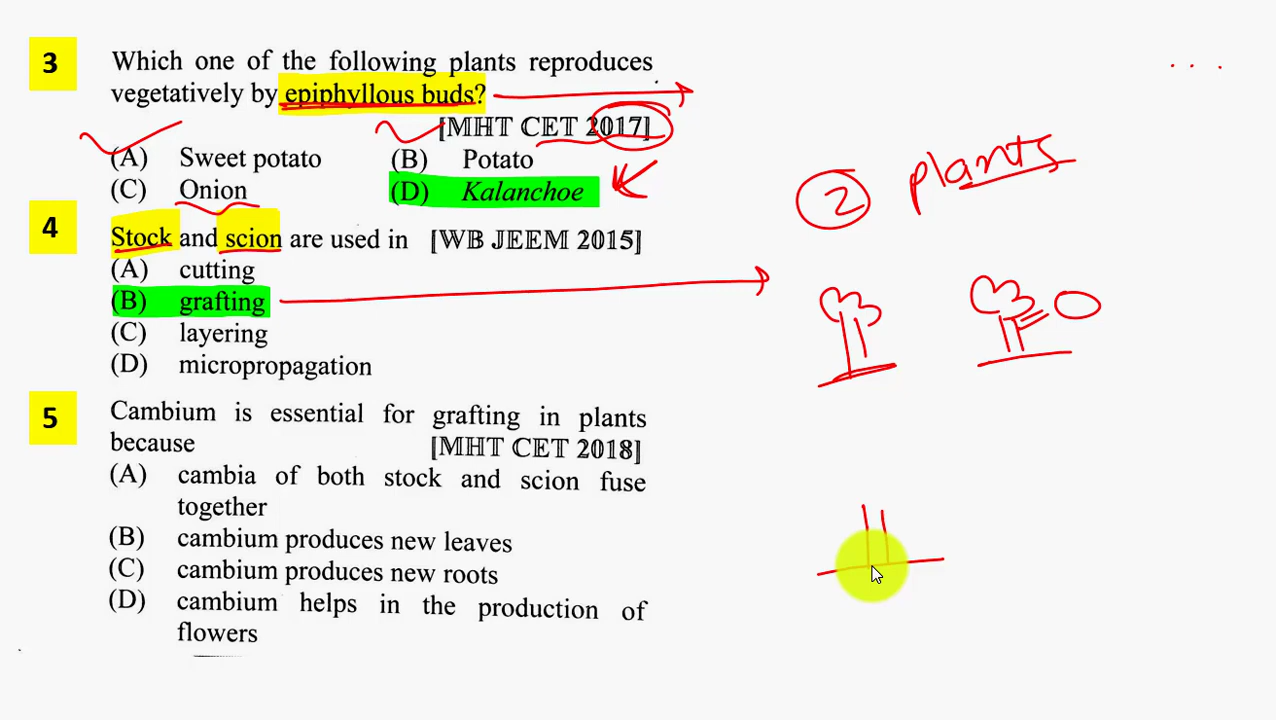 3 Which one of the following plants reproduces
vegetatively by epiphyllous buds?
[MHT CET 2017]
(A) Sweet potato (B) Potato
(C) Onion (D) Kalanchoe
4 Stock and scion are used in [WB JEEM 2015]
(A) cutting
(B) grafting
(C) layering
(D) micropropagation
5 Cambium is essential for grafting in plants
because [MHT CET 2018]
(A) cambia of both stock and scion fuse
together
(B) cambium produces new leaves
(C) cambium produces new roots
(D) cambium helps in the production of
flowers
2 plants